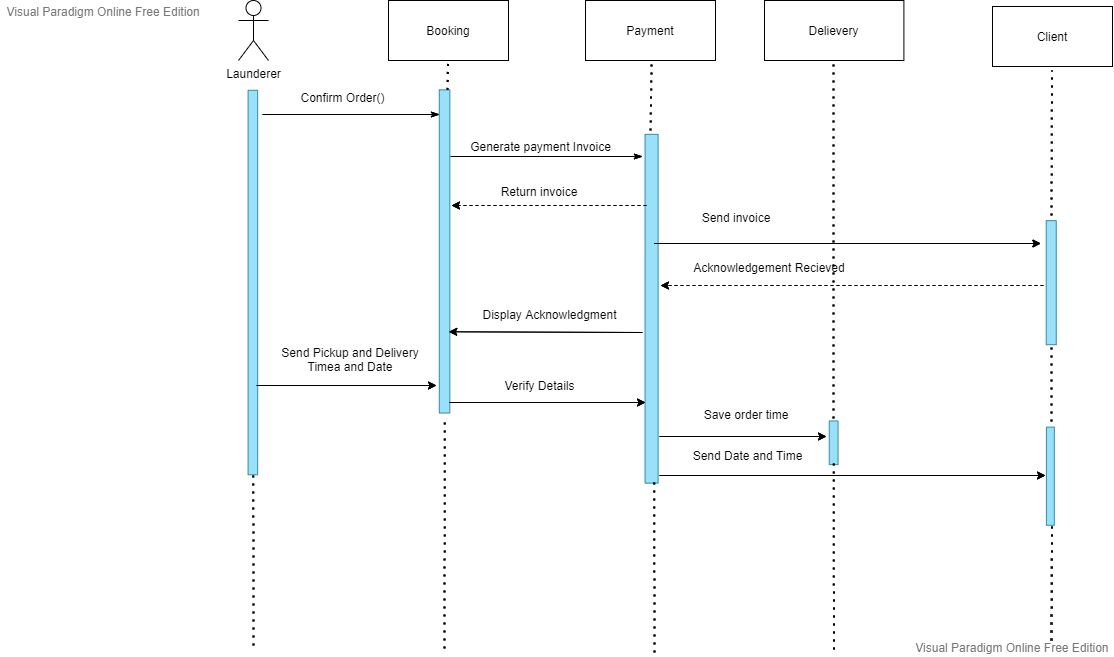 Visual Paradigm Online Free Edition
Booking
Payment
Delievery
Client
Launderer
Confirm Order()
Generate payment Invoice
Return invoice
Send invoice
Acknowledgement Recieved
Display Acknowledgment
Send Pickup and Delivery
Timea and Date
Verify Details
Save order time
Send Date and Time
Visual Paradigm Online Free Edition